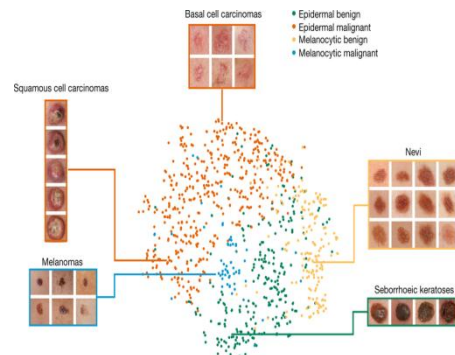 Basal cell carcinomas
Epidermal benign
Epidermal malignant
Melanocytic benign
Melanocytic malignant
Squamous cell carcinomas
Nevi
Melanomas
Seborrhoeic keratoses